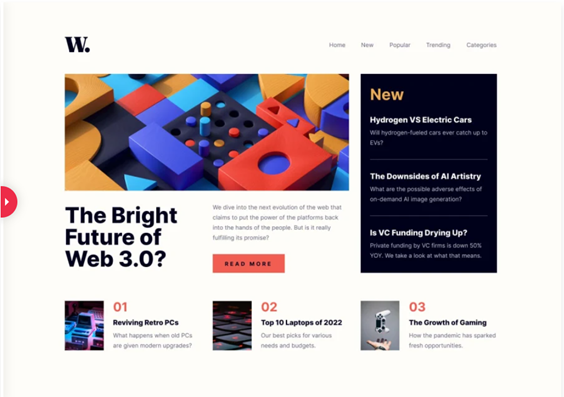 W.
Home New Popular Trending Categories
New
Hydrogen VS Electric Cars
Will hydrogen-fueled cars ever catch up to
EVs?
The Downsides of AI Artistry
What are the possible adverse effects of
on-demand AI image generation?
Is VC Funding Drying Up?
Private funding by VC firms is down 50%
YOY. We take a look at what that means.
The Bright
Future of
Web 3.0?
We dive into the next evolution of the web that
claims to put the power of the platforms back
into the hands of the people. But is it really
fulfilling its promise?
READ MORE
01
Reviving Retro PCs
What happens when old PCs
are given modern upgrades?
02
Top 10 Laptops of 2022
Our best picks for various
needs and budgets.
03
The Growth of Gaming
How the pandemic has sparked
fresh opportunities.